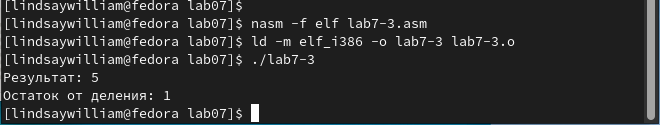 [lindsaywilliam@fedora lab07]$
[lindsaywilliam@fedora lab07]$ nasm -f elf lab7-3.asm
[lindsaywilliam@fedora lab07]$ ld -m elf_i386 -o lab7-3 lab7-3.o
[lindsaywilliam@fedora lab07]$ ./lab7-3
Результат: 5
Остаток от деления: 1
[lindsaywilliam@fedora lab07]$